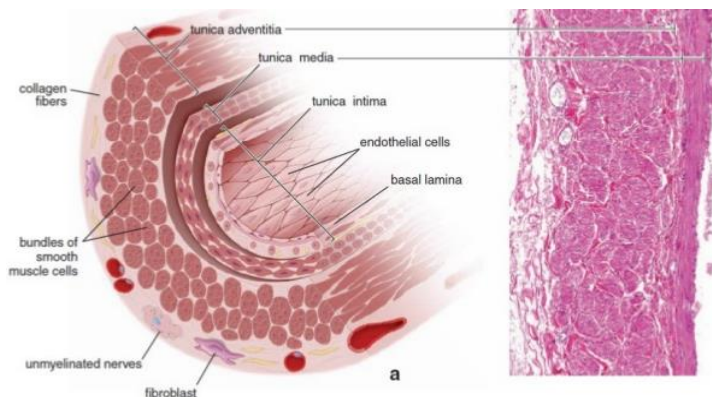 tunica adventitia
tunica media
collagen
fibers
tunica intima
endothelial cells
basal lamina
bundles of
smooth
muscle cells
unmyelinated nerves
a
fibroblast